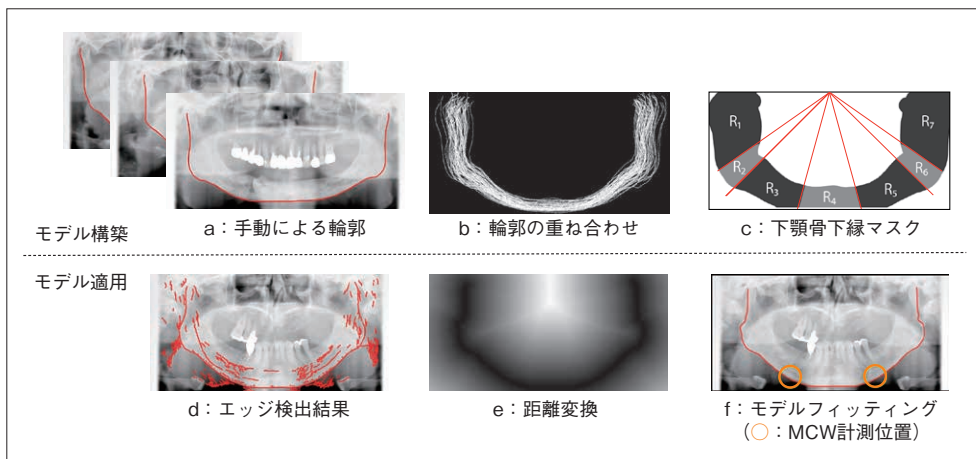 a：手動による輪郭
b：輪郭の重ね合わせ
R1
R2
R3
R4
R5
R6
R7
c：下顎骨下縁マスク
モデル構築
モデル適用
d：エッジ検出結果
e：距離変換
f：モデルフィッティング
（○：MCW計測位置）